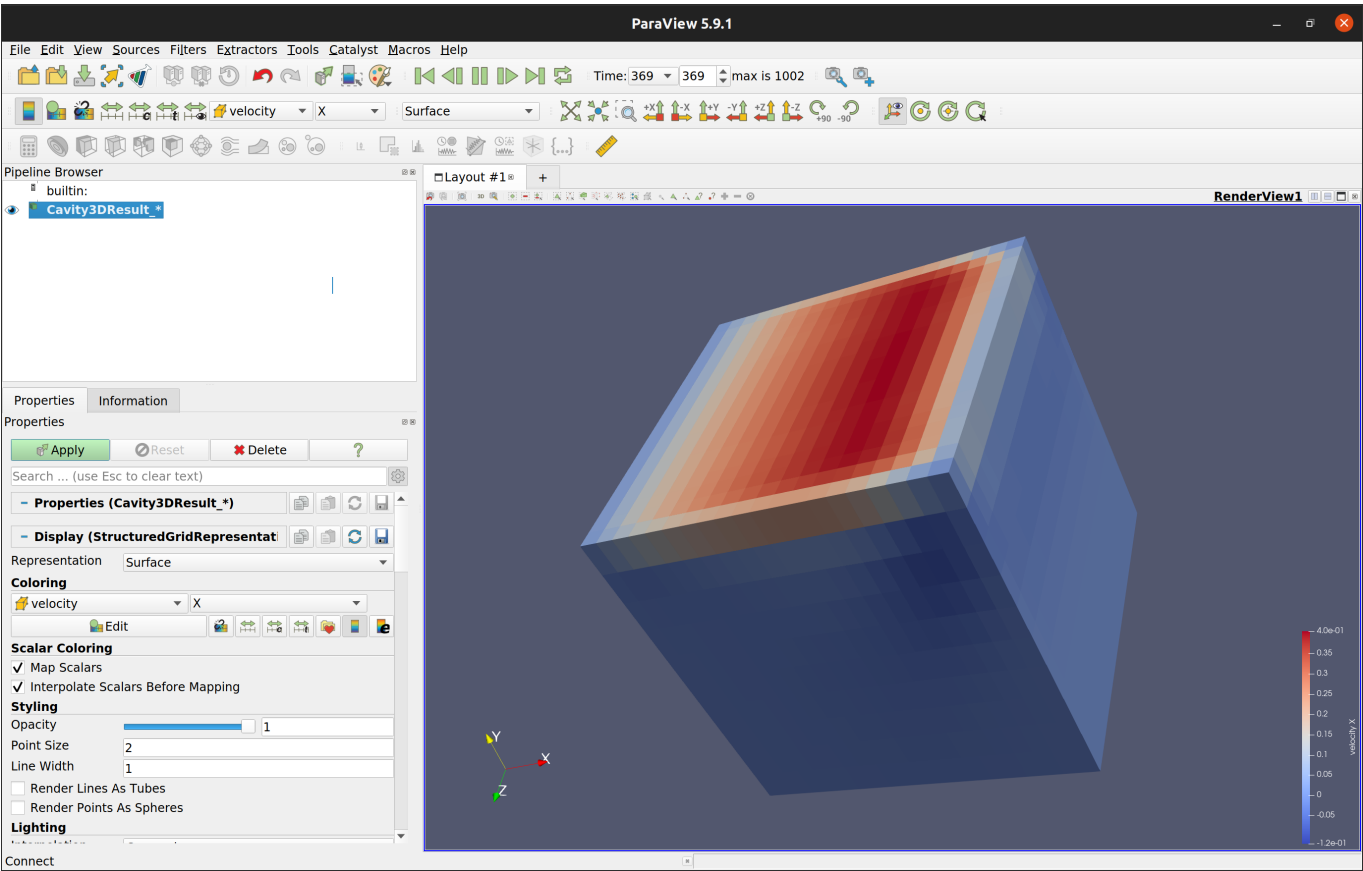 ParaView 5.9.1
File Edit View Sources Filters Extractors Tools Catalyst Macros Help
Time: 369 369 max is 1002
velocity X Surface +X -X +Y -Y +Z -Z +90 -90
Pipeline Browser
Layout #1 +
builtin:
3D
RenderView1
Cavity3DResult_*
Properties Information
Properties
Apply Reset Delete ?
Search ... (use Esc to clear text)
Properties (Cavity3DResult_*)
Display (StructuredGridRepresentat
Representation Surface
Coloring
velocity X
Edit
Scalar Coloring
Map Scalars
Interpolate Scalars Before Mapping
Styling
Opacity 1
Point Size 2
Line Width 1
Render Lines As Tubes
Render Points As Spheres
Lighting
Y
X
Z
4.0e-01
0.35
0.3
0.25
0.2
0.15
0.1
0.05
0
-0.05
-1.2e-01
velocity X
Connect